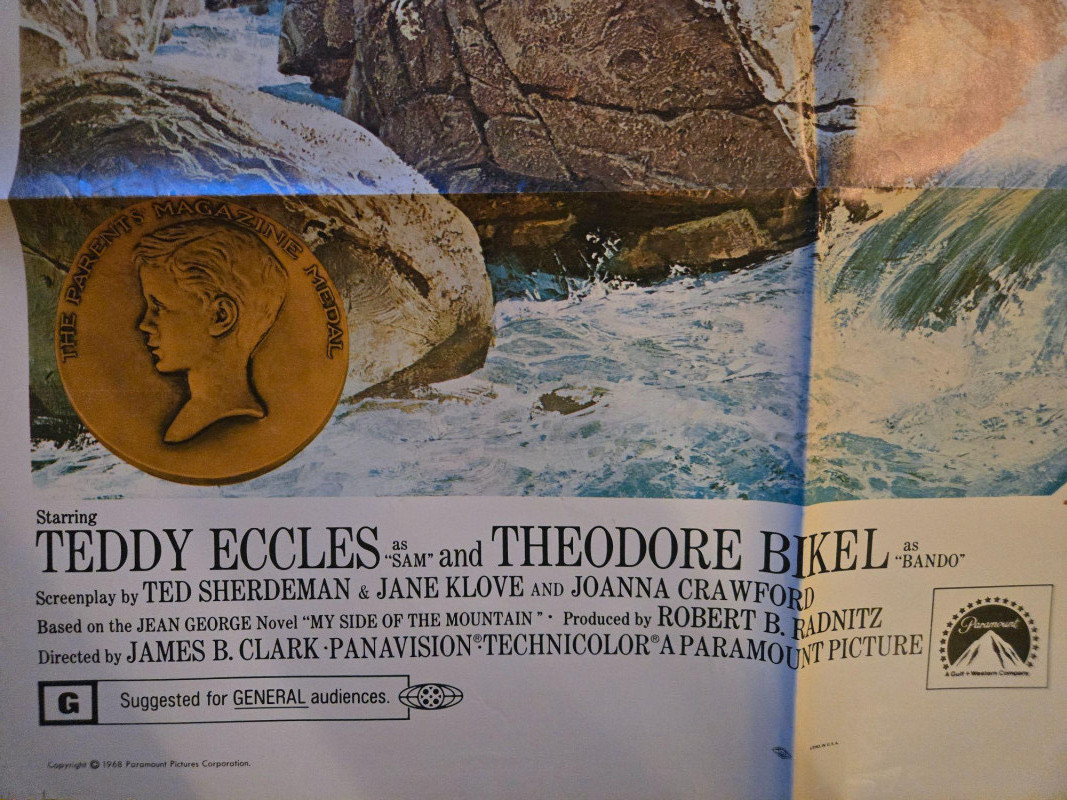 THE PARENTS' MAGAZINE MEDAL
Starring
TEDDY ECCLES as "SAM" and THEODORE BIKEL as "BANDO"
Screenplay by TED SHERDEMAN & JANE KLOVE AND JOANNA CRAWFORD
Based on the JEAN GEORGE Novel "MY SIDE OF THE MOUNTAIN" · Produced by ROBERT B. RADNITZ
Directed by JAMES B. CLARK · PANAVISION® · TECHNICOLOR® A PARAMOUNT PICTURE
Paramount
A Gulf + Western Company
G Suggested for GENERAL audiences.
Copyright © 1968 Paramount Pictures Corporation.